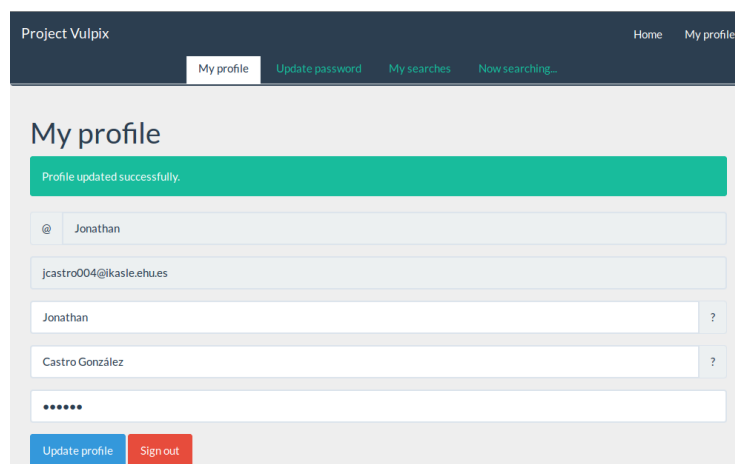 Project Vulpix Home My profile
My profile Update password My searches Now searching...
My profile
Profile updated successfully.
@ Jonathan
jcastro004@ikasle.ehu.es
Jonathan ?
Castro González ?
••••••
Update profile Sign out